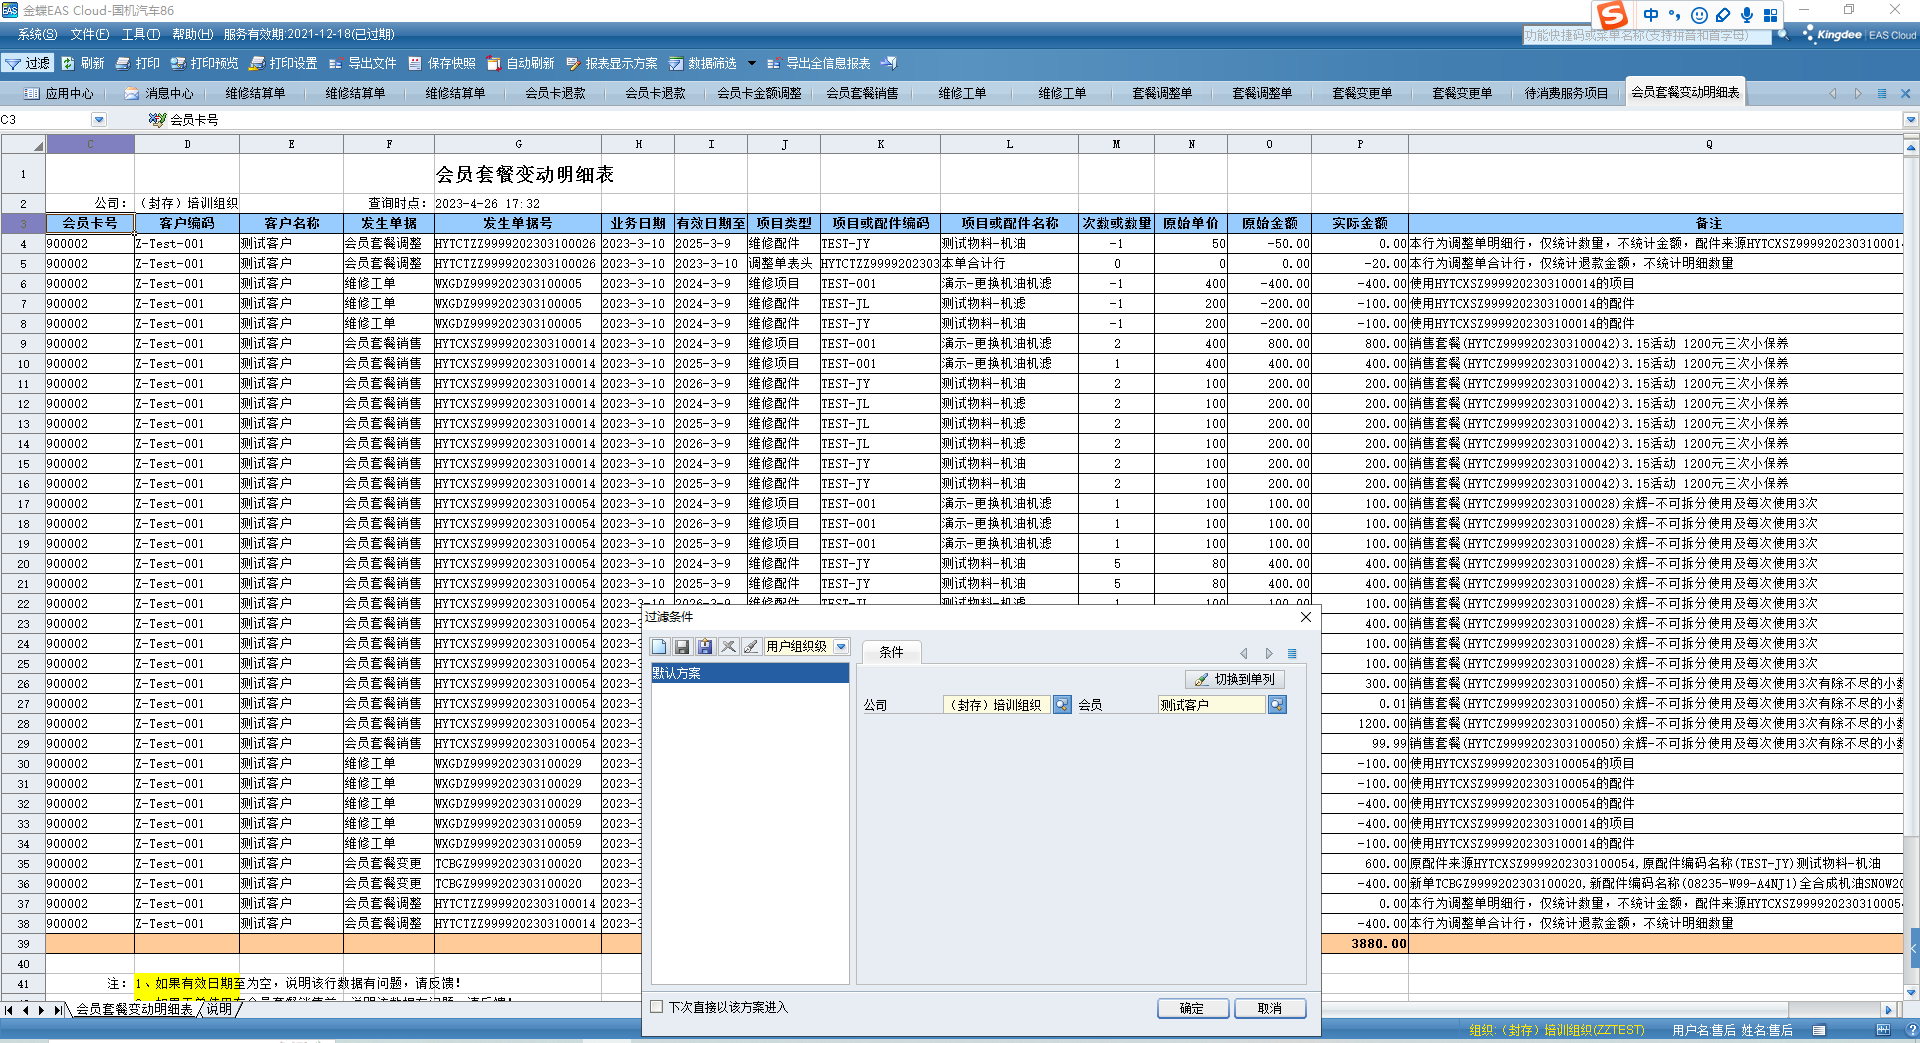 金蝶EAS Cloud-国机汽车86
系统(S) 文件(F) 工具(T) 帮助(H) 服务有效期:2021-12-18(已过期)
功能快捷码或菜单名称(支持拼音和首字母)
Kingdee EAS Cloud
过滤 刷新 打印 打印预览 打印设置 导出文件 保存快照 自动刷新 报表显示方案 数据筛选 导出全信息报表
应用中心 消息中心 维修结算单 维修结算单 维修结算单 会员卡退款 会员卡退款 会员卡金额调整 会员套餐销售 维修工单 维修工单 套餐调整单 套餐调整单 套餐变更单 套餐变更单 待消费服务项目 会员套餐变动明细表
C3 会员卡号
C D E F G H I J K L M N O P Q
1 会员套餐变动明细表
2 公司: （封存）培训组织 查询时点: 2023-4-26 17:32
3 会员卡号 客户编码 客户名称 发生单据 发生单据号 业务日期 有效日期至 项目类型 项目或配件编码 项目或配件名称 次数或数量 原始单价 原始金额 实际金额 备注
4 900002 Z-Test-001 测试客户 会员套餐调整 HYTCTZZ9999202303100026 2023-3-10 2025-3-9 维修配件 TEST-JY 测试物料-机油 -1 50 -50.00 0.00 本行为调整单明细行，仅统计数量，不统计金额，配件来源HYTCXSZ999920230310001
5 900002 Z-Test-001 测试客户 会员套餐调整 HYTCTZZ9999202303100026 2023-3-10 2023-3-10 调整单表头 HYTCTZZ9999202303 本单合计行 0 0 0.00 -20.00 本行为调整单合计行，仅统计退款金额，不统计明细数量
6 900002 Z-Test-001 测试客户 维修工单 WXGDZ9999202303100005 2023-3-10 2024-3-9 维修项目 TEST-001 演示-更换机油机滤 -1 400 -400.00 -400.00 使用HYTCXSZ9999202303100014的项目
7 900002 Z-Test-001 测试客户 维修工单 WXGDZ9999202303100005 2023-3-10 2024-3-9 维修配件 TEST-JL 测试物料-机滤 -1 200 -200.00 -100.00 使用HYTCXSZ9999202303100014的配件
8 900002 Z-Test-001 测试客户 维修工单 WXGDZ9999202303100005 2023-3-10 2024-3-9 维修配件 TEST-JY 测试物料-机油 -1 200 -200.00 -100.00 使用HYTCXSZ9999202303100014的配件
9 900002 Z-Test-001 测试客户 会员套餐销售 HYTCXSZ9999202303100014 2023-3-10 2024-3-9 维修项目 TEST-001 演示-更换机油机滤 2 400 800.00 800.00 销售套餐(HYTCZ9999202303100042)3.15活动 1200元三次小保养
10 900002 Z-Test-001 测试客户 会员套餐销售 HYTCXSZ9999202303100014 2023-3-10 2025-3-9 维修项目 TEST-001 演示-更换机油机滤 1 400 400.00 400.00 销售套餐(HYTCZ9999202303100042)3.15活动 1200元三次小保养
11 900002 Z-Test-001 测试客户 会员套餐销售 HYTCXSZ9999202303100014 2023-3-10 2026-3-9 维修配件 TEST-JY 测试物料-机油 2 100 200.00 200.00 销售套餐(HYTCZ9999202303100042)3.15活动 1200元三次小保养
12 900002 Z-Test-001 测试客户 会员套餐销售 HYTCXSZ9999202303100014 2023-3-10 2024-3-9 维修配件 TEST-JL 测试物料-机滤 2 100 200.00 200.00 销售套餐(HYTCZ9999202303100042)3.15活动 1200元三次小保养
13 900002 Z-Test-001 测试客户 会员套餐销售 HYTCXSZ9999202303100014 2023-3-10 2025-3-9 维修配件 TEST-JL 测试物料-机滤 2 100 200.00 200.00 销售套餐(HYTCZ9999202303100042)3.15活动 1200元三次小保养
14 900002 Z-Test-001 测试客户 会员套餐销售 HYTCXSZ9999202303100014 2023-3-10 2026-3-9 维修配件 TEST-JL 测试物料-机滤 2 100 200.00 200.00 销售套餐(HYTCZ9999202303100042)3.15活动 1200元三次小保养
15 900002 Z-Test-001 测试客户 会员套餐销售 HYTCXSZ9999202303100014 2023-3-10 2024-3-9 维修配件 TEST-JY 测试物料-机油 2 100 200.00 200.00 销售套餐(HYTCZ9999202303100042)3.15活动 1200元三次小保养
16 900002 Z-Test-001 测试客户 会员套餐销售 HYTCXSZ9999202303100014 2023-3-10 2025-3-9 维修配件 TEST-JY 测试物料-机油 2 100 200.00 200.00 销售套餐(HYTCZ9999202303100042)3.15活动 1200元三次小保养
17 900002 Z-Test-001 测试客户 会员套餐销售 HYTCXSZ9999202303100054 2023-3-10 2024-3-9 维修项目 TEST-001 演示-更换机油机滤 1 100 100.00 100.00 销售套餐(HYTCZ9999202303100028)余辉-不可拆分使用及每次使用3次
18 900002 Z-Test-001 测试客户 会员套餐销售 HYTCXSZ9999202303100054 2023-3-10 2026-3-9 维修项目 TEST-001 演示-更换机油机滤 1 100 100.00 100.00 销售套餐(HYTCZ9999202303100028)余辉-不可拆分使用及每次使用3次
19 900002 Z-Test-001 测试客户 会员套餐销售 HYTCXSZ9999202303100054 2023-3-10 2025-3-9 维修项目 TEST-001 演示-更换机油机滤 1 100 100.00 100.00 销售套餐(HYTCZ9999202303100028)余辉-不可拆分使用及每次使用3次
20 900002 Z-Test-001 测试客户 会员套餐销售 HYTCXSZ9999202303100054 2023-3-10 2024-3-9 维修配件 TEST-JY 测试物料-机油 5 80 400.00 400.00 销售套餐(HYTCZ9999202303100028)余辉-不可拆分使用及每次使用3次
21 900002 Z-Test-001 测试客户 会员套餐销售 HYTCXSZ9999202303100054 2023-3-10 2025-3-9 维修配件 TEST-JY 测试物料-机油 5 80 400.00 400.00 销售套餐(HYTCZ9999202303100028)余辉-不可拆分使用及每次使用3次
22 900002 Z-Test-001 测试客户 会员套餐销售 HYTCXSZ9999202303100054 2023-3-10 2026-3-9 维修配件 TEST-JL 测试物料-机滤 1 100 100.00 100.00 销售套餐(HYTCZ9999202303100028)余辉-不可拆分使用及每次使用3次
23 900002 Z-Test-001 测试客户 会员套餐销售 HYTCXSZ9999202303100054 2023-3 400.00 销售套餐(HYTCZ9999202303100028)余辉-不可拆分使用及每次使用3次
24 900002 Z-Test-001 测试客户 会员套餐销售 HYTCXSZ9999202303100054 2023-3 100.00 销售套餐(HYTCZ9999202303100028)余辉-不可拆分使用及每次使用3次
25 900002 Z-Test-001 测试客户 会员套餐销售 HYTCXSZ9999202303100054 2023-3 100.00 销售套餐(HYTCZ9999202303100028)余辉-不可拆分使用及每次使用3次
26 900002 Z-Test-001 测试客户 会员套餐销售 HYTCXSZ9999202303100054 2023-3 300.00 销售套餐(HYTCZ9999202303100050)余辉-不可拆分使用及每次使用3次有除不尽的小数
27 900002 Z-Test-001 测试客户 会员套餐销售 HYTCXSZ9999202303100054 2023-3 0.01 销售套餐(HYTCZ9999202303100050)余辉-不可拆分使用及每次使用3次有除不尽的小数
28 900002 Z-Test-001 测试客户 会员套餐销售 HYTCXSZ9999202303100054 2023-3 1200.00 销售套餐(HYTCZ9999202303100050)余辉-不可拆分使用及每次使用3次有除不尽的小数
29 900002 Z-Test-001 测试客户 会员套餐销售 HYTCXSZ9999202303100054 2023-3 99.99 销售套餐(HYTCZ9999202303100050)余辉-不可拆分使用及每次使用3次有除不尽的小数
30 900002 Z-Test-001 测试客户 维修工单 WXGDZ9999202303100029 2023-3 -100.00 使用HYTCXSZ9999202303100054的项目
31 900002 Z-Test-001 测试客户 维修工单 WXGDZ9999202303100029 2023-3 -100.00 使用HYTCXSZ9999202303100054的配件
32 900002 Z-Test-001 测试客户 维修工单 WXGDZ9999202303100029 2023-3 -400.00 使用HYTCXSZ9999202303100054的配件
33 900002 Z-Test-001 测试客户 维修工单 WXGDZ9999202303100059 2023-3 -400.00 使用HYTCXSZ9999202303100014的项目
34 900002 Z-Test-001 测试客户 维修工单 WXGDZ9999202303100059 2023-3 -100.00 使用HYTCXSZ9999202303100014的配件
35 900002 Z-Test-001 测试客户 会员套餐变更 TCBGZ9999202303100020 2023-3 600.00 原配件来源HYTCXSZ9999202303100054,原配件编码名称(TEST-JY)测试物料-机油
36 900002 Z-Test-001 测试客户 会员套餐变更 TCBGZ9999202303100020 2023-3 -400.00 新单TCBGZ9999202303100020,新配件编码名称(08235-W99-A4NJ1)全合成机油SN0W20
37 900002 Z-Test-001 测试客户 会员套餐调整 HYTCTZZ9999202303100014 2023-3 0.00 本行为调整单明细行，仅统计数量，不统计金额，配件来源HYTCXSZ999920230310005
38 900002 Z-Test-001 测试客户 会员套餐调整 HYTCTZZ9999202303100014 2023-3 -400.00 本行为调整单合计行，仅统计退款金额，不统计明细数量
39 3880.00
40
41 注: 1、如果有效日期至为空，说明该行数据有问题，请反馈！
过滤条件
用户组织级 条件
默认方案
切换到单列
公司 （封存）培训组织 会员 测试客户
下次直接以该方案进入 确定 取消
会员套餐变动明细表 说明
组织:（封存）培训组织(ZZTEST) 用户名:售后 姓名:售后
中